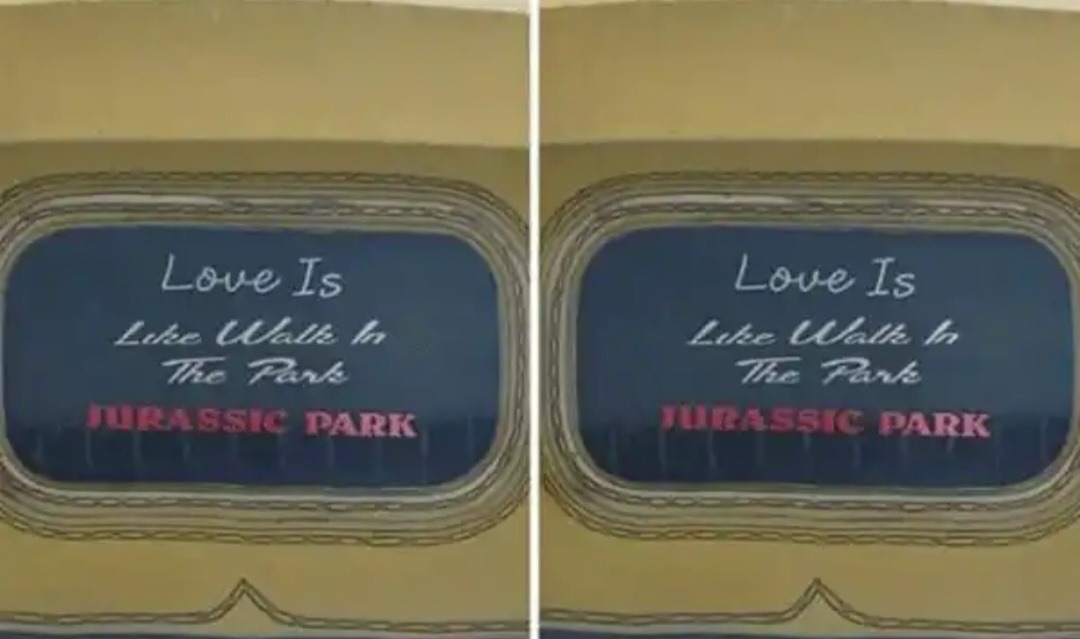 Love Is
Like Walk In
The Park
JURASSIC PARK
Love Is
Like Walk In
The Park
JURASSIC PARK